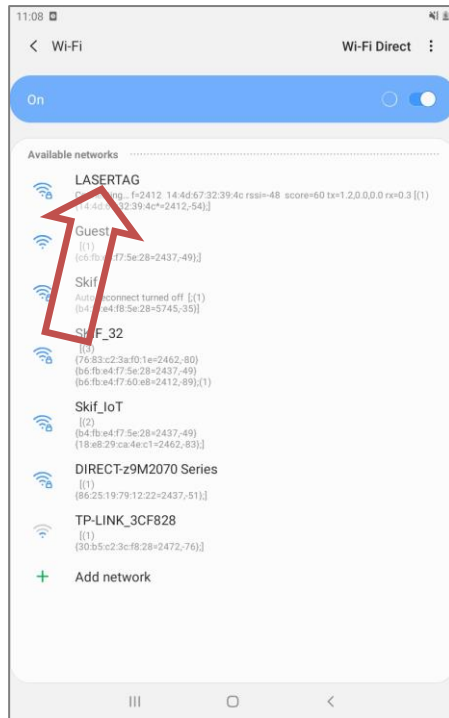 11:08
Wi-Fi Wi-Fi Direct
On
Available networks
LASERTAG
f=2412 14:4d:67:32:39:4c rssi=-48 score=60 tx=1.2,0.0,0.0 rx=0.3 [(1)
32:39:4c*=2412,-54};]
Guest
[(1)
f7:5e:28=2437,-49};]
Skif
reconnect turned off [;(1)
e4:f8:5e:28=5745,-35}]
SKIF_32
[(3)
{76:83:c2:3a:f0:1e=2462,-80}
{b6:fb:e4:f7:5e:28=2437,-49}
{b6:fb:e4:f7:60:e8=2412,-89};(1)
Skif_IoT
[(2)
{b4:fb:e4:f7:5e:28=2437,-49}
{18:e8:29:ca:4e:c1=2462,-83};]
DIRECT-z9M2070 Series
[(1)
{86:25:19:79:12:22=2437,-51};]
TP-LINK_3CF828
[(1)
{30:b5:c2:3c:f8:28=2472,-76};]
Add network